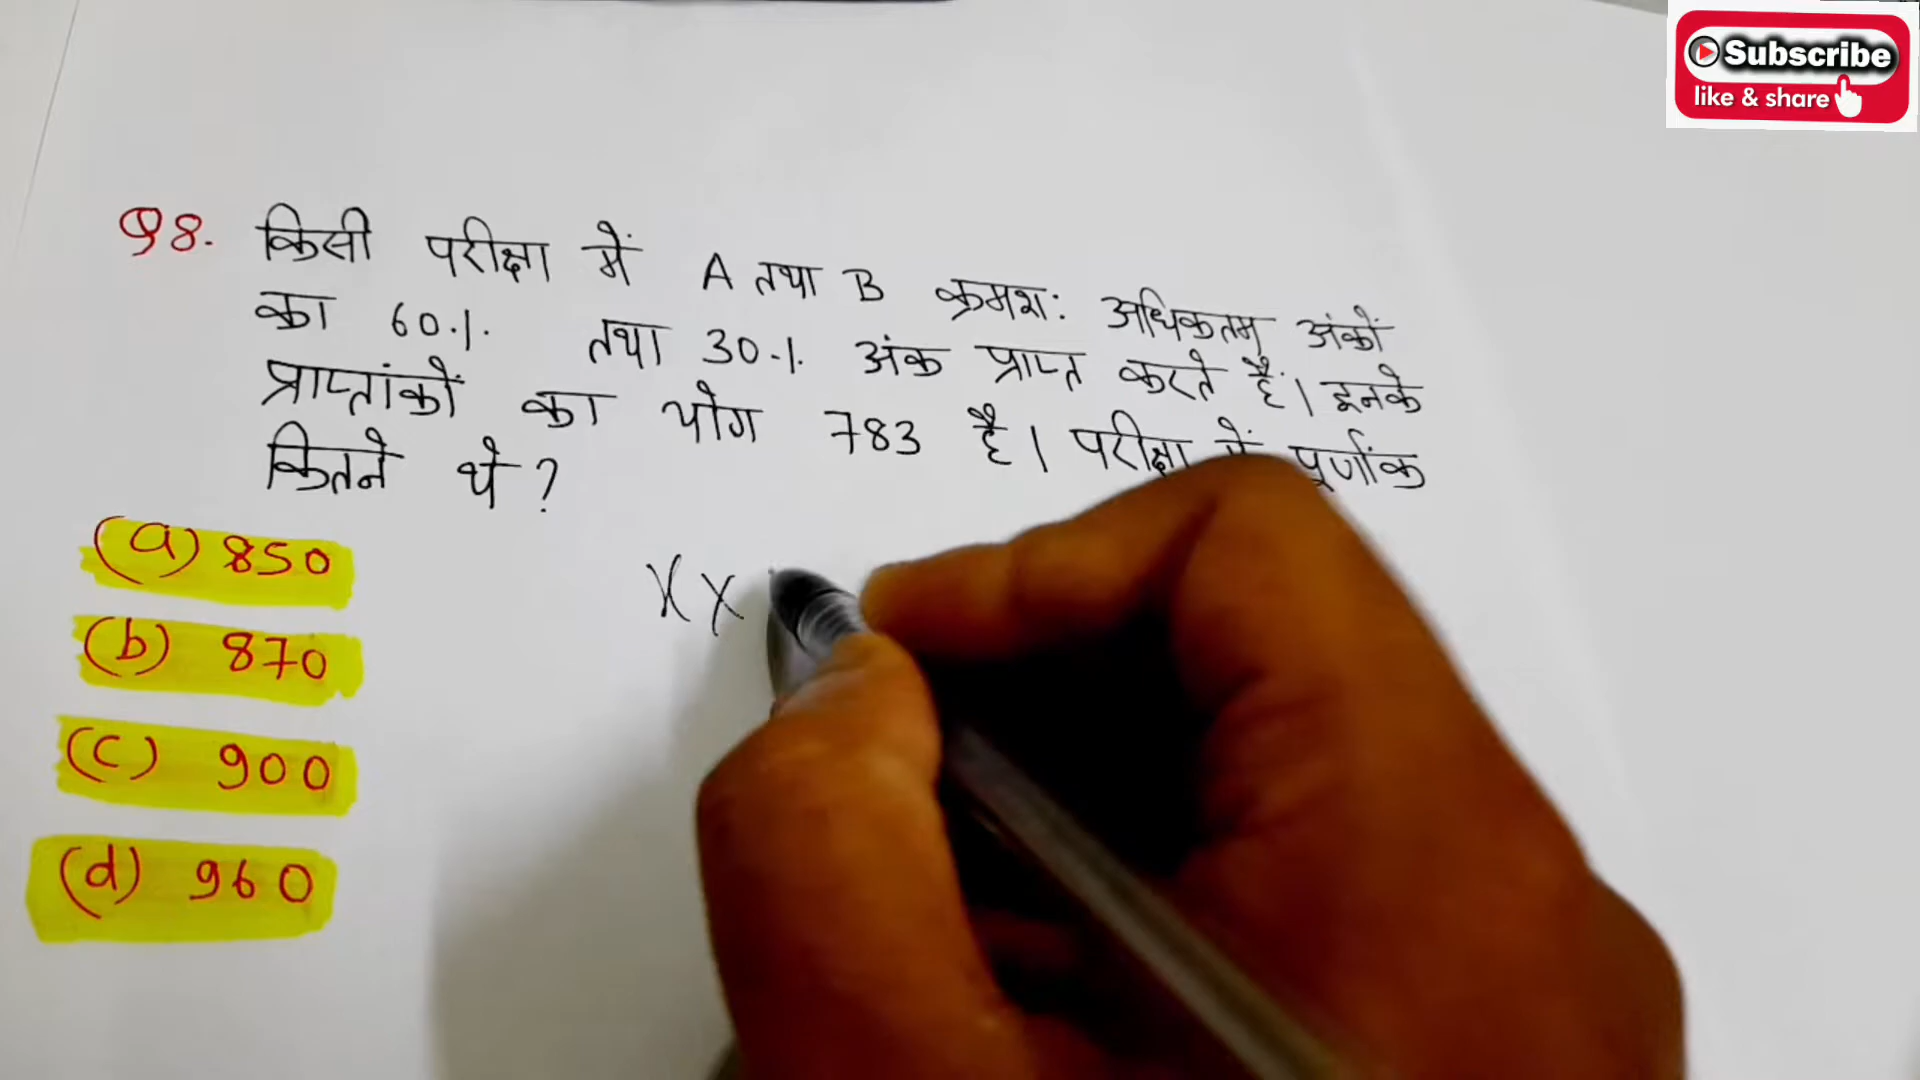 Subscribe
like & share
Q8. किसी परीक्षा में A तथा B क्रमश: अधिकतम अंकों
का 60% तथा 30% अंक प्राप्त करते हैं। इनके
प्राप्तांकों का योग 783 है। परीक्षा में पूर्णांक
कितने थे?
(a) 850
(b) 870
(c) 900
(d) 960
X X